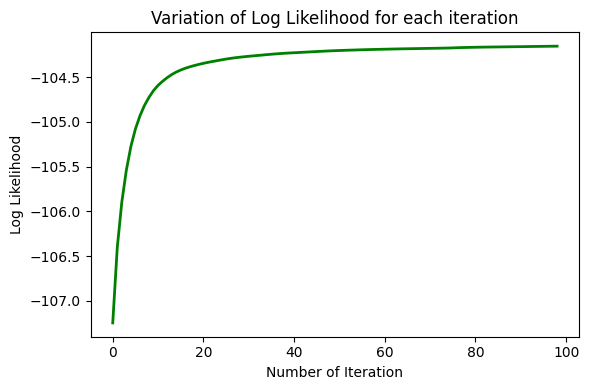 Variation of Log Likelihood for each iteration
−104.5
−105.0
−105.5
−106.0
−106.5
−107.0
Log Likelihood
0 20 40 60 80 100
Number of Iteration